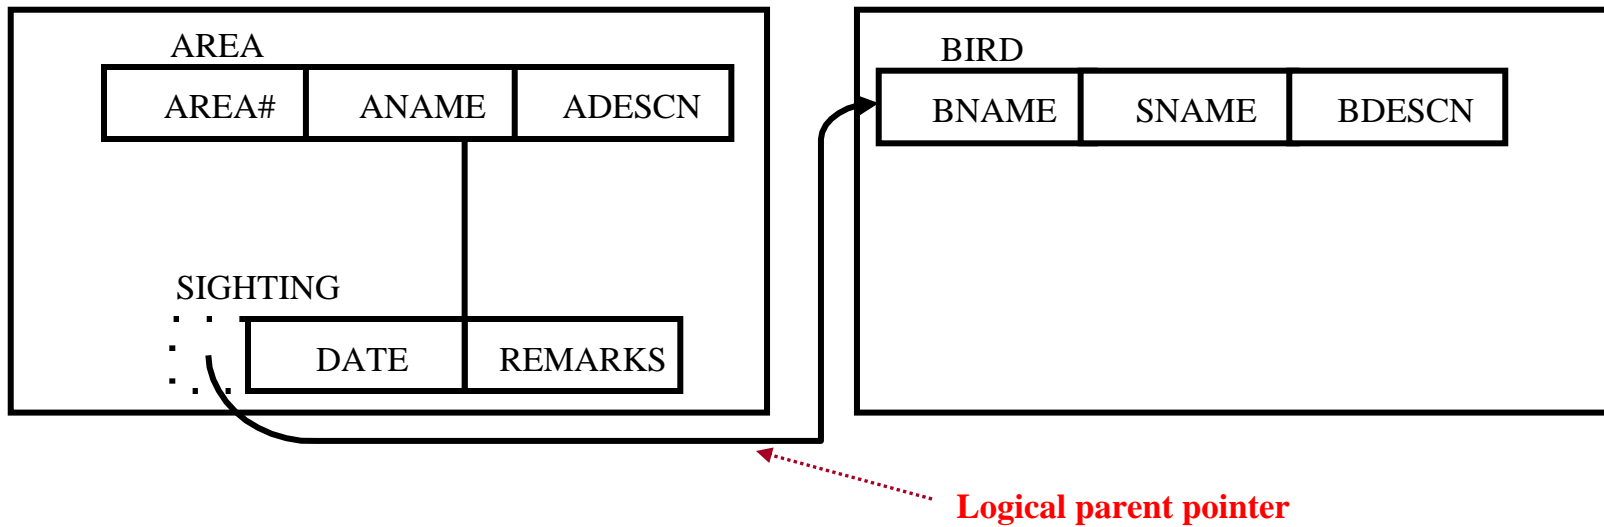 AREA
AREA# ANAME ADESCN
SIGHTING
DATE REMARKS
BIRD
BNAME SNAME BDESCN
Logical parent pointer